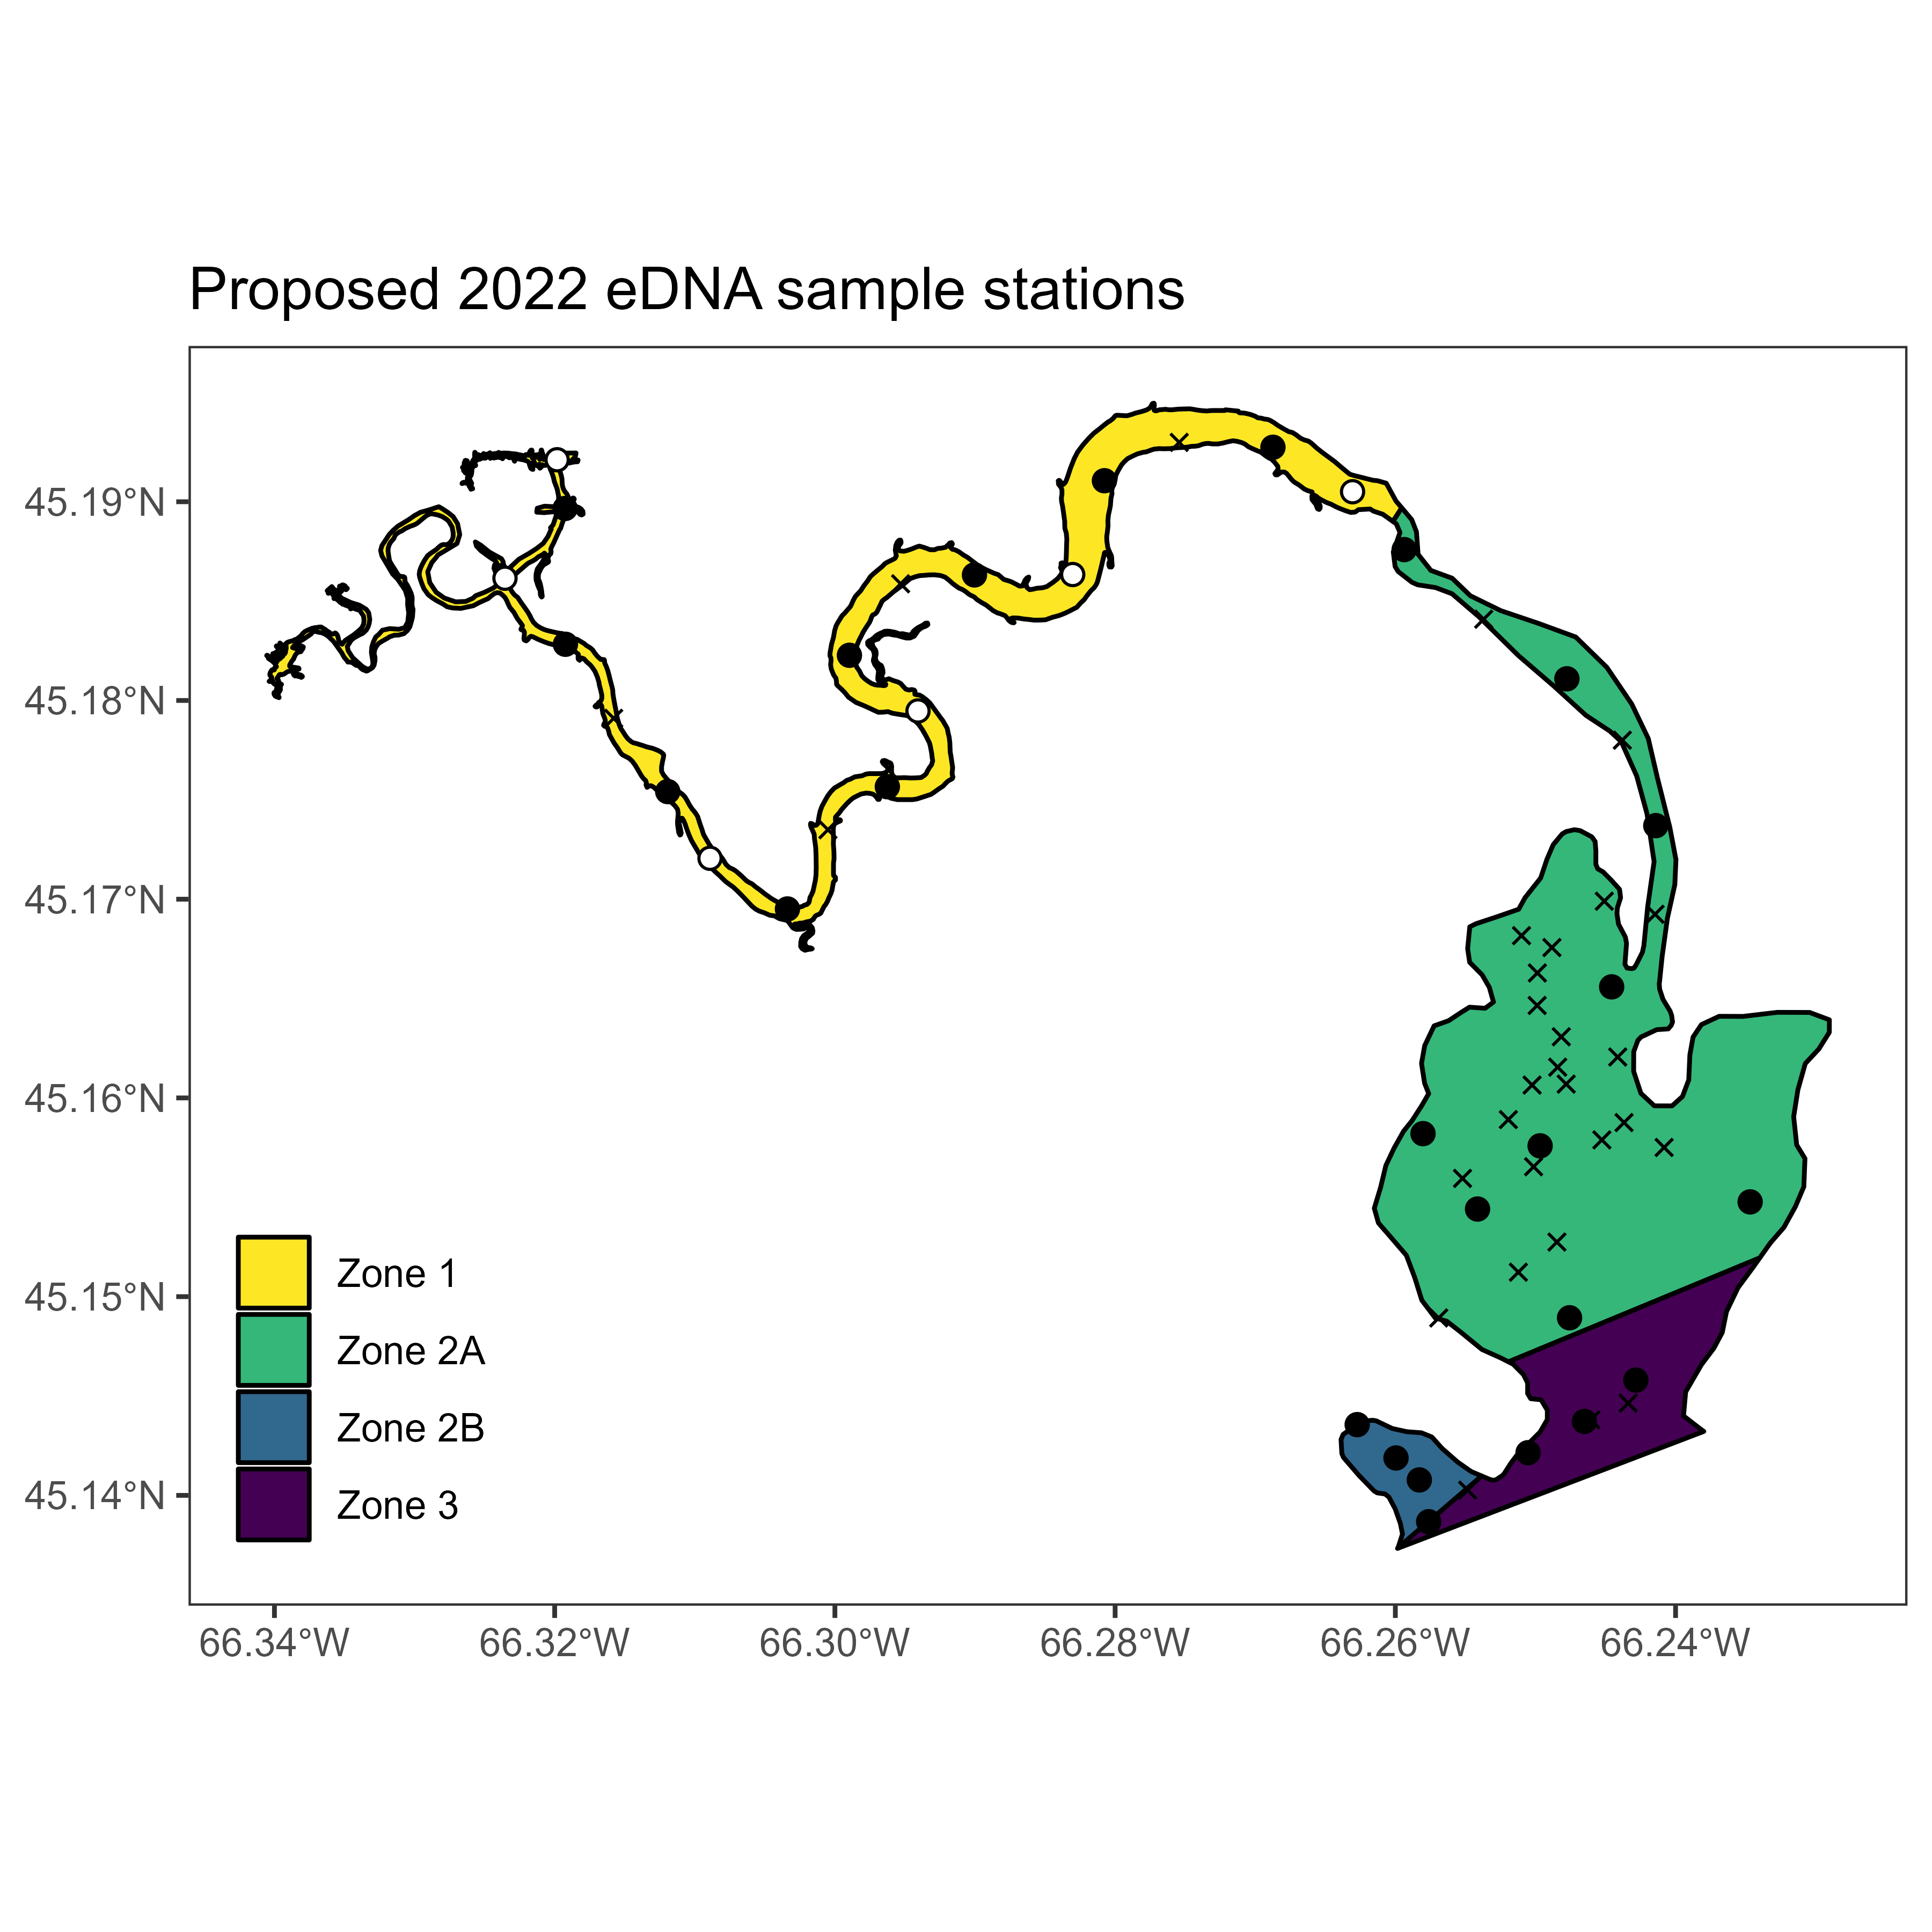 Proposed 2022 eDNA sample stations
45.19°N
45.18°N
45.17°N
45.16°N
45.15°N
45.14°N
Zone 1
Zone 2A
Zone 2B
Zone 3
66.34°W
66.32°W
66.30°W
66.28°W
66.26°W
66.24°W